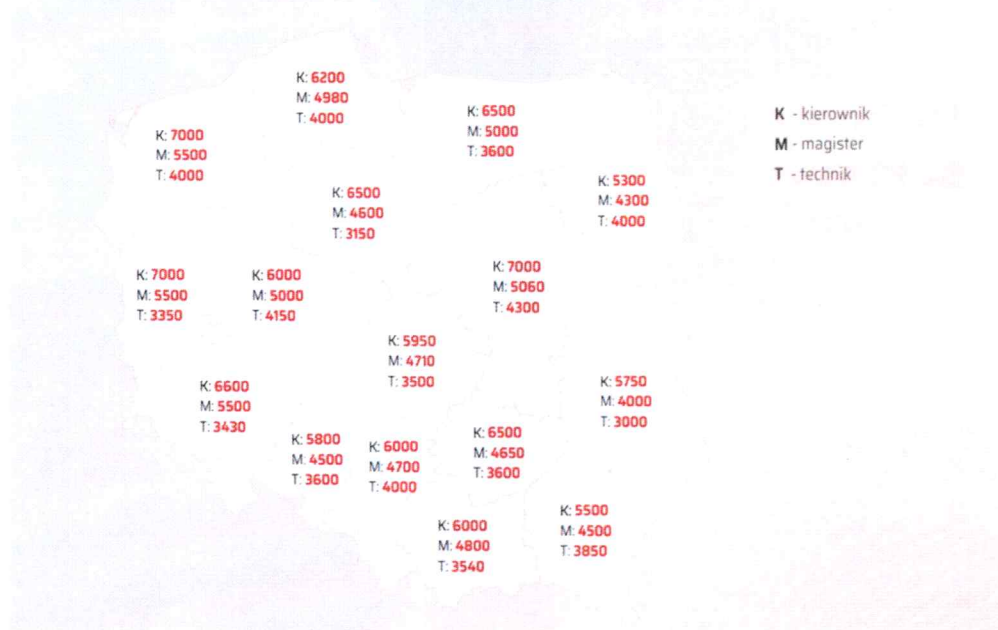 K: 6200
M: 4980
T: 4000
K: 7000
M: 5500
T: 4000
K: 6500
M: 5000
T: 3600
K - kierownik
M - magister
T - technik
K: 6500
M: 4600
T: 3150
K: 5300
M: 4300
T: 4000
K: 7000
M: 5500
T: 3350
K: 6000
M: 5000
T: 4150
K: 7000
M: 5060
T: 4300
K: 5950
M: 4710
T: 3500
K: 6600
M: 5500
T: 3430
K: 5750
M: 4000
T: 3000
K: 5800
M: 4500
T: 3600
K: 6000
M: 4700
T: 4000
K: 6500
M: 4650
T: 3600
K: 6000
M: 4800
T: 3540
K: 5500
M: 4500
T: 3850